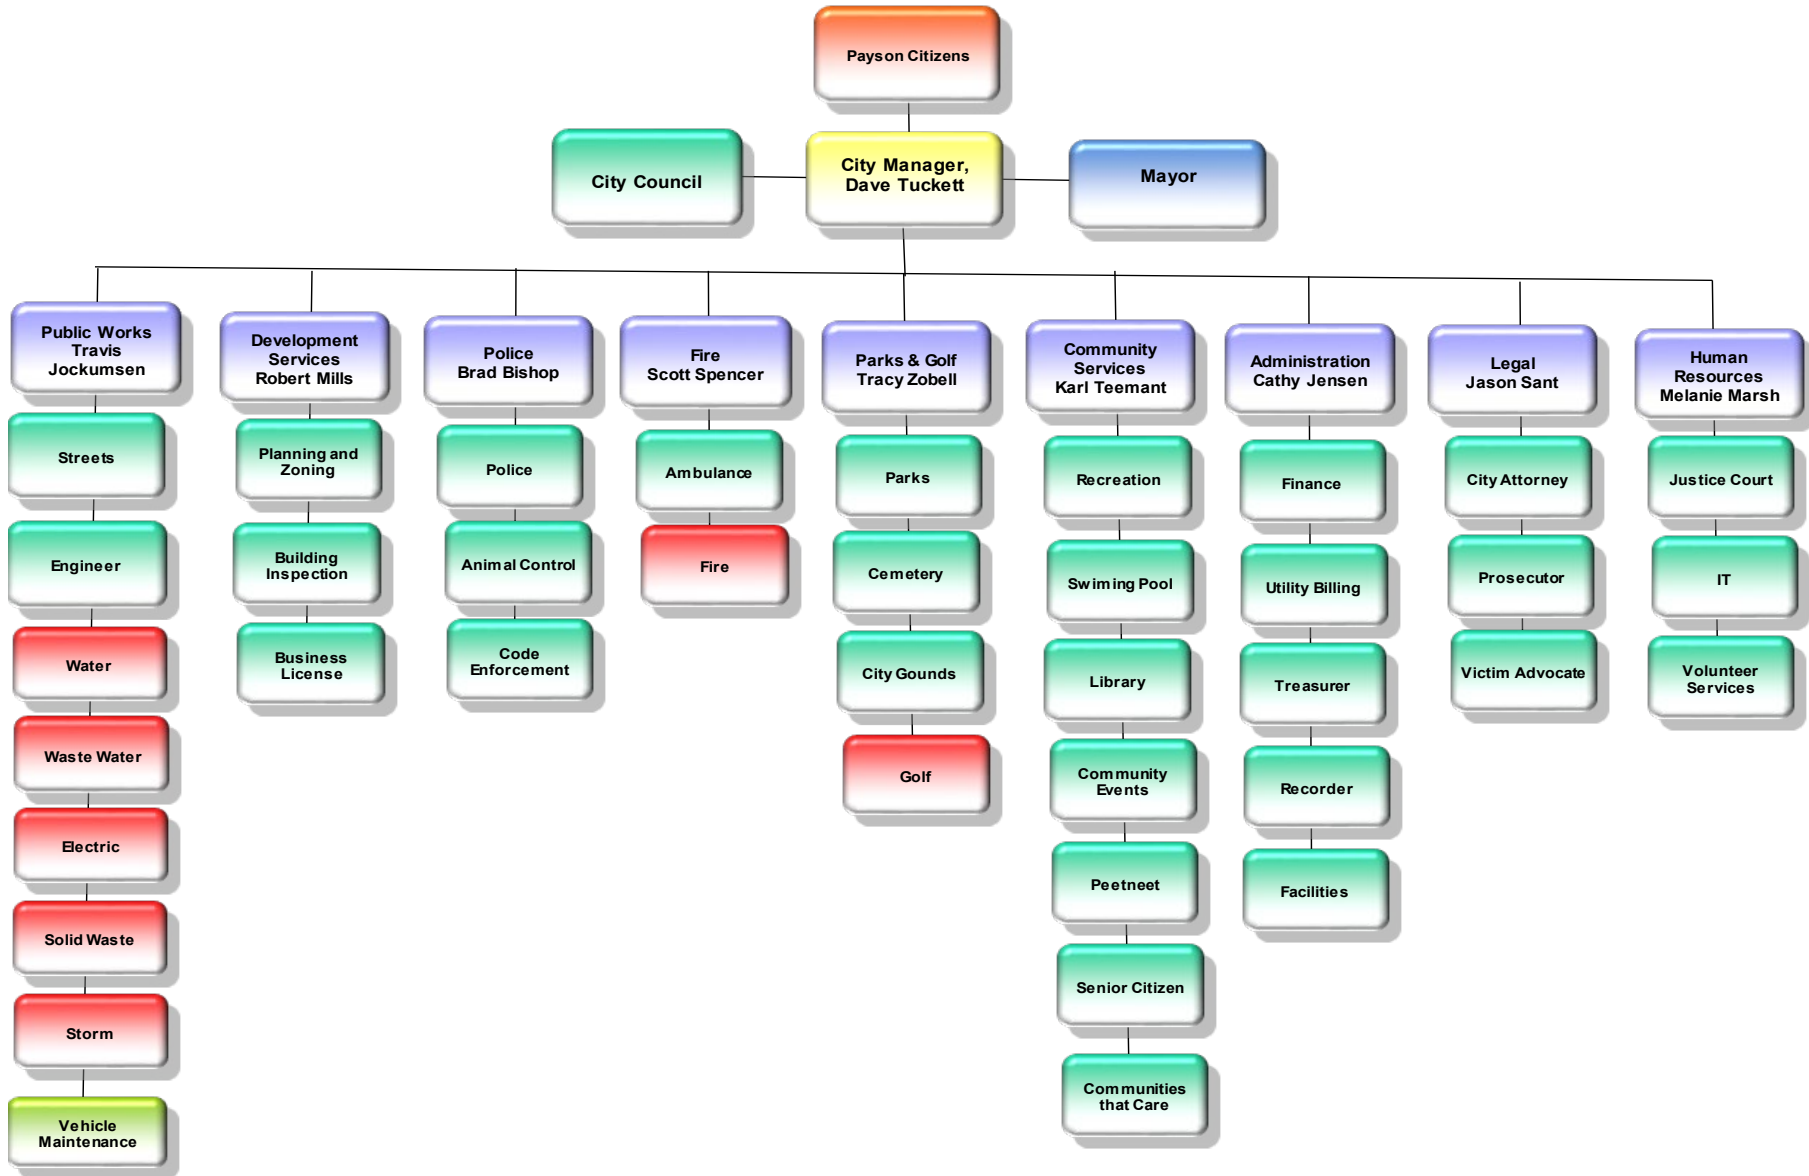 Payson Citizens
City Council
City Manager,
Dave Tuckett
Mayor
Public Works
Travis
Jockumsen
Development
Services
Robert Mills
Police
Brad Bishop
Fire
Scott Spencer
Parks & Golf
Tracy Zobell
Community
Services
Karl Teemant
Administration
Cathy Jensen
Legal
Jason Sant
Human
Resources
Melanie Marsh
Streets
Engineer
Water
Waste Water
Electric
Solid Waste
Storm
Vehicle
Maintenance
Planning and
Zoning
Building
Inspection
Business
License
Police
Animal Control
Code
Enforcement
Ambulance
Fire
Parks
Cemetery
City Gounds
Golf
Recreation
Swiming Pool
Library
Community
Events
Peetneet
Senior Citizen
Communities
that Care
Finance
Utility Billing
Treasurer
Recorder
Facilities
City Attorney
Prosecutor
Victim Advocate
Justice Court
IT
Volunteer
Services